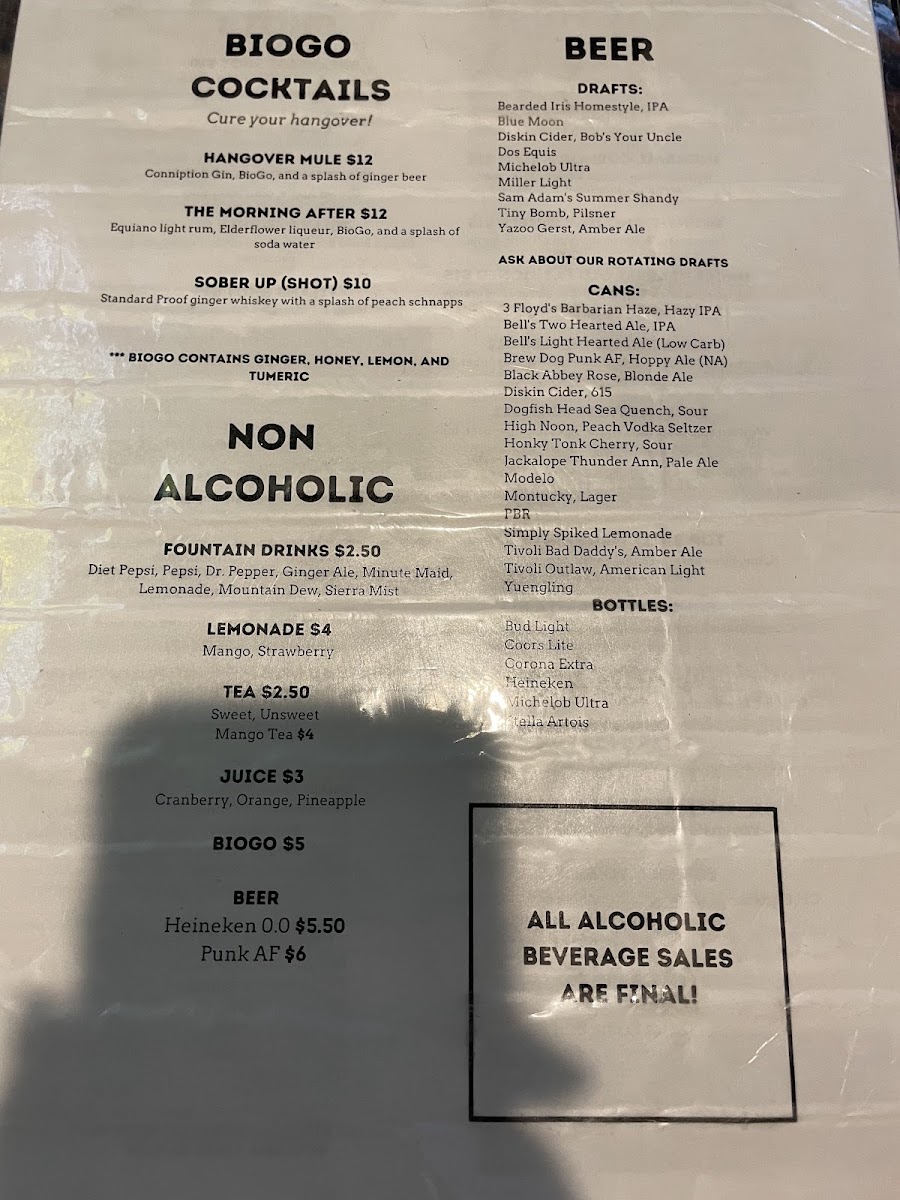 BIOGO
COCKTAILS
Cure your hangover!
HANGOVER MULE $12
Conniption Gin, BioGo, and a splash of ginger beer
THE MORNING AFTER $12
Equiano light rum, Elderflower liqueur, BioGo, and a splash of
soda water
SOBER UP (SHOT) $10
Standard Proof ginger whiskey with a splash of peach schnapps
*** BIOGO CONTAINS GINGER, HONEY, LEMON, AND
TUMERIC
NON
ALCOHOLIC
FOUNTAIN DRINKS $2.50
Diet Pepsi, Pepsi, Dr. Pepper, Ginger Ale, Minute Maid,
Lemonade, Mountain Dew, Sierra Mist
LEMONADE $4
Mango, Strawberry
TEA $2.50
Sweet, Unsweet
Mango Tea $4
JUICE $3
Cranberry, Orange, Pineapple
BIOGO $5
BEER
Heineken 0.0 $5.50
Punk AF $6
BEER
DRAFTS:
Bearded Iris Homestyle, IPA
Blue Moon
Diskin Cider, Bob's Your Uncle
Dos Equis
Michelob Ultra
Miller Light
Sam Adam's Summer Shandy
Tiny Bomb, Pilsner
Yazoo Gerst, Amber Ale
ASK ABOUT OUR ROTATING DRAFTS
CANS:
3 Floyd's Barbarian Haze, Hazy IPA
Bell's Two Hearted Ale, IPA
Bell's Light Hearted Ale (Low Carb)
Brew Dog Punk AF, Hoppy Ale (NA)
Black Abbey Rose, Blonde Ale
Diskin Cider, 615
Dogfish Head Sea Quench, Sour
High Noon, Peach Vodka Seltzer
Honky Tonk Cherry, Sour
Jackalope Thunder Ann, Pale Ale
Modelo
Montucky, Lager
PBR
Simply Spiked Lemonade
Tivoli Bad Daddy's, Amber Ale
Tivoli Outlaw, American Light
Yuengling
BOTTLES:
Bud Light
Coors Lite
Corona Extra
Heineken
Michelob Ultra
Stella Artois
ALL ALCOHOLIC
BEVERAGE SALES
ARE FINAL!